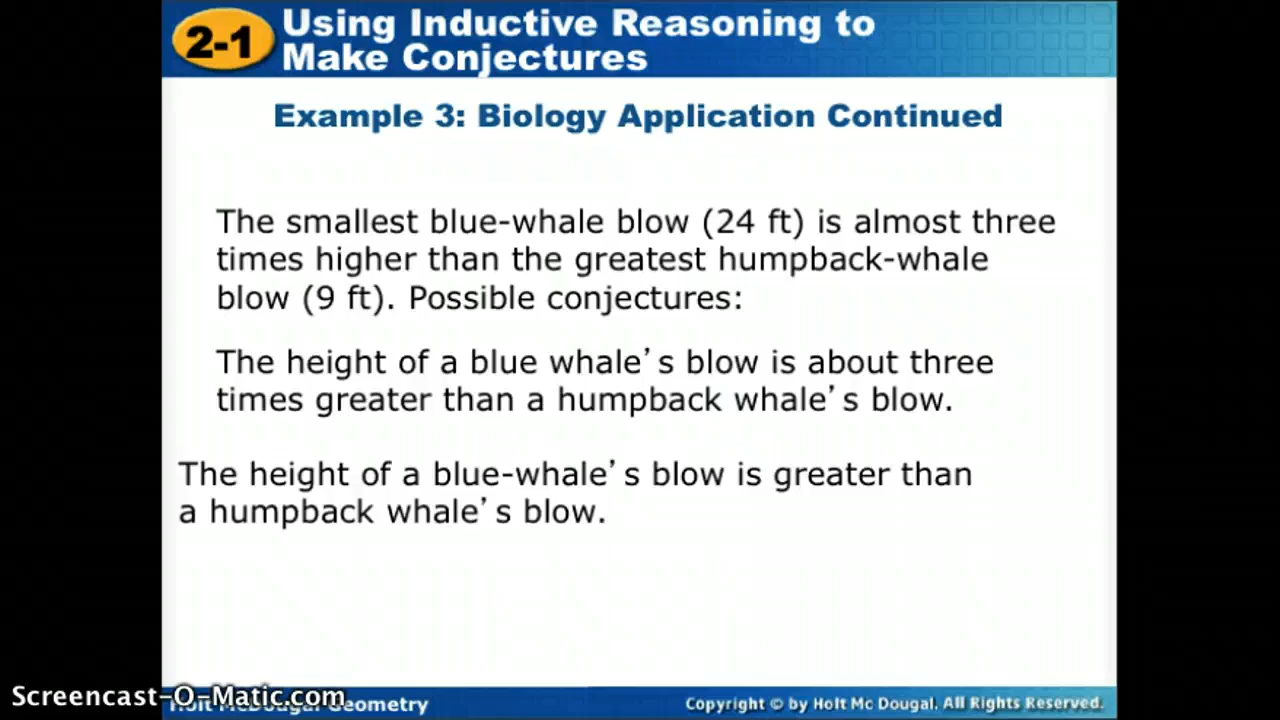 2-1
Using Inductive Reasoning to
Make Conjectures
Example 3: Biology Application Continued
The smallest blue-whale blow (24 ft) is almost three
times higher than the greatest humpback-whale
blow (9 ft). Possible conjectures:
The height of a blue whale’s blow is about three
times greater than a humpback whale’s blow.
The height of a blue-whale’s blow is greater than
a humpback whale’s blow.
Screencast-O-Matic.com
Holt McDougal Geometry
Copyright © by Holt Mc Dougal. All Rights Reserved.